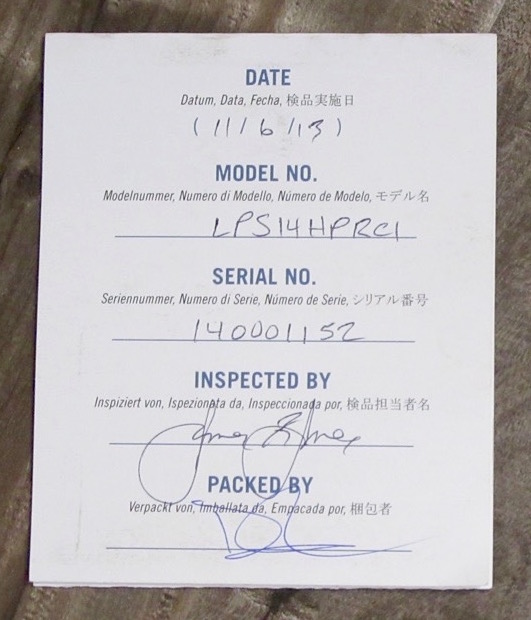 DATE
Datum, Data, Fecha, 検品実施日
(11/6/13)
MODEL NO.
Modelnummer, Numero di Modello, Número de Modelo, モデル名
LPS14HPRC1
SERIAL NO.
Seriennummer, Numero di Serie, Número de Serie, シリアル番号
140001152
INSPECTED BY
Inspiziert von, Ispezionata da, Inspeccionada por, 検品担当者名
PACKED BY
Verpackt von, Imballata da, Empacada por, 梱包者